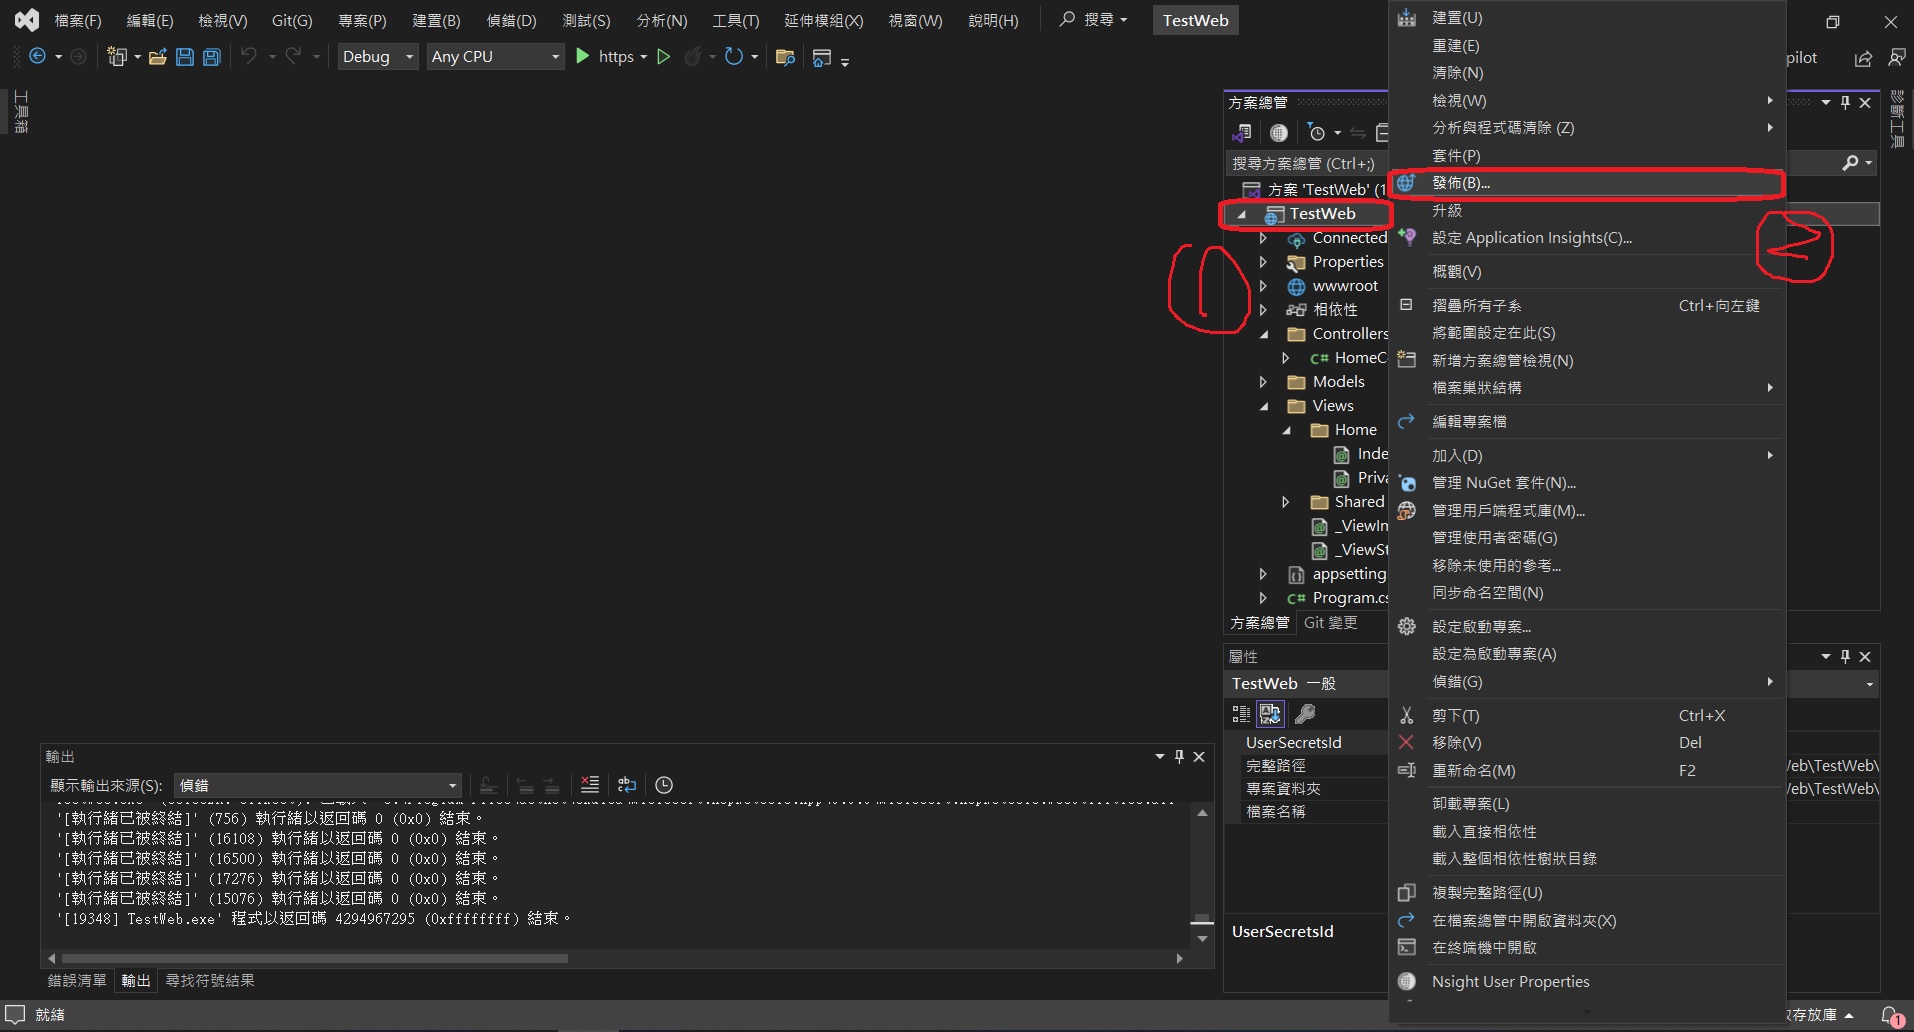 檔案(F) 編輯(E) 檢視(V) Git(G) 專案(P) 建置(B) 偵錯(D) 測試(S) 分析(N) 工具(T) 延伸模組(X) 視窗(W) 說明(H) 搜尋 TestWeb
Debug Any CPU https
pilot
工具箱
診斷工具
方案總管
搜尋方案總管 (Ctrl+;)
方案 'TestWeb' (1
TestWeb
Connected
Properties
wwwroot
相依性
Controllers
HomeC
Models
Views
Home
Inde
Priva
Shared
_ViewIm
_ViewSt
appsetting
Program.cs
方案總管 Git 變更
1
建置(U)
重建(E)
清除(N)
檢視(W)
分析與程式碼清除 (Z)
套件(P)
發佈(B)...
升級
設定 Application Insights(C)...
概觀(V)
摺疊所有子系 Ctrl+向左鍵
將範圍設定在此(S)
新增方案總管檢視(N)
檔案巢狀結構
編輯專案檔
加入(D)
管理 NuGet 套件(N)...
管理用戶端程式庫(M)...
管理使用者密碼(G)
移除未使用的參考...
同步命名空間(N)
設定啟動專案...
設定為啟動專案(A)
偵錯(G)
剪下(T) Ctrl+X
移除(V) Del
重新命名(M) F2
卸載專案(L)
載入直接相依性
載入整個相依性樹狀目錄
複製完整路徑(U)
在檔案總管中開啟資料夾(X)
在終端機中開啟
Nsight User Properties
2
屬性
TestWeb 一般
UserSecretsId
完整路徑 Veb\TestWeb\
專案資料夾 Veb\TestWeb\
檔案名稱
UserSecretsId
輸出
顯示輸出來源(S): 偵錯
'[執行緒已被終結]' (756) 執行緒以返回碼 0 (0x0) 結束。
'[執行緒已被終結]' (16108) 執行緒以返回碼 0 (0x0) 結束。
'[執行緒已被終結]' (16500) 執行緒以返回碼 0 (0x0) 結束。
'[執行緒已被終結]' (17276) 執行緒以返回碼 0 (0x0) 結束。
'[執行緒已被終結]' (15076) 執行緒以返回碼 0 (0x0) 結束。
'[19348] TestWeb.exe' 程式以返回碼 4294967295 (0xffffffff) 結束。
錯誤清單 輸出 尋找符號結果
就緒
存放庫
1